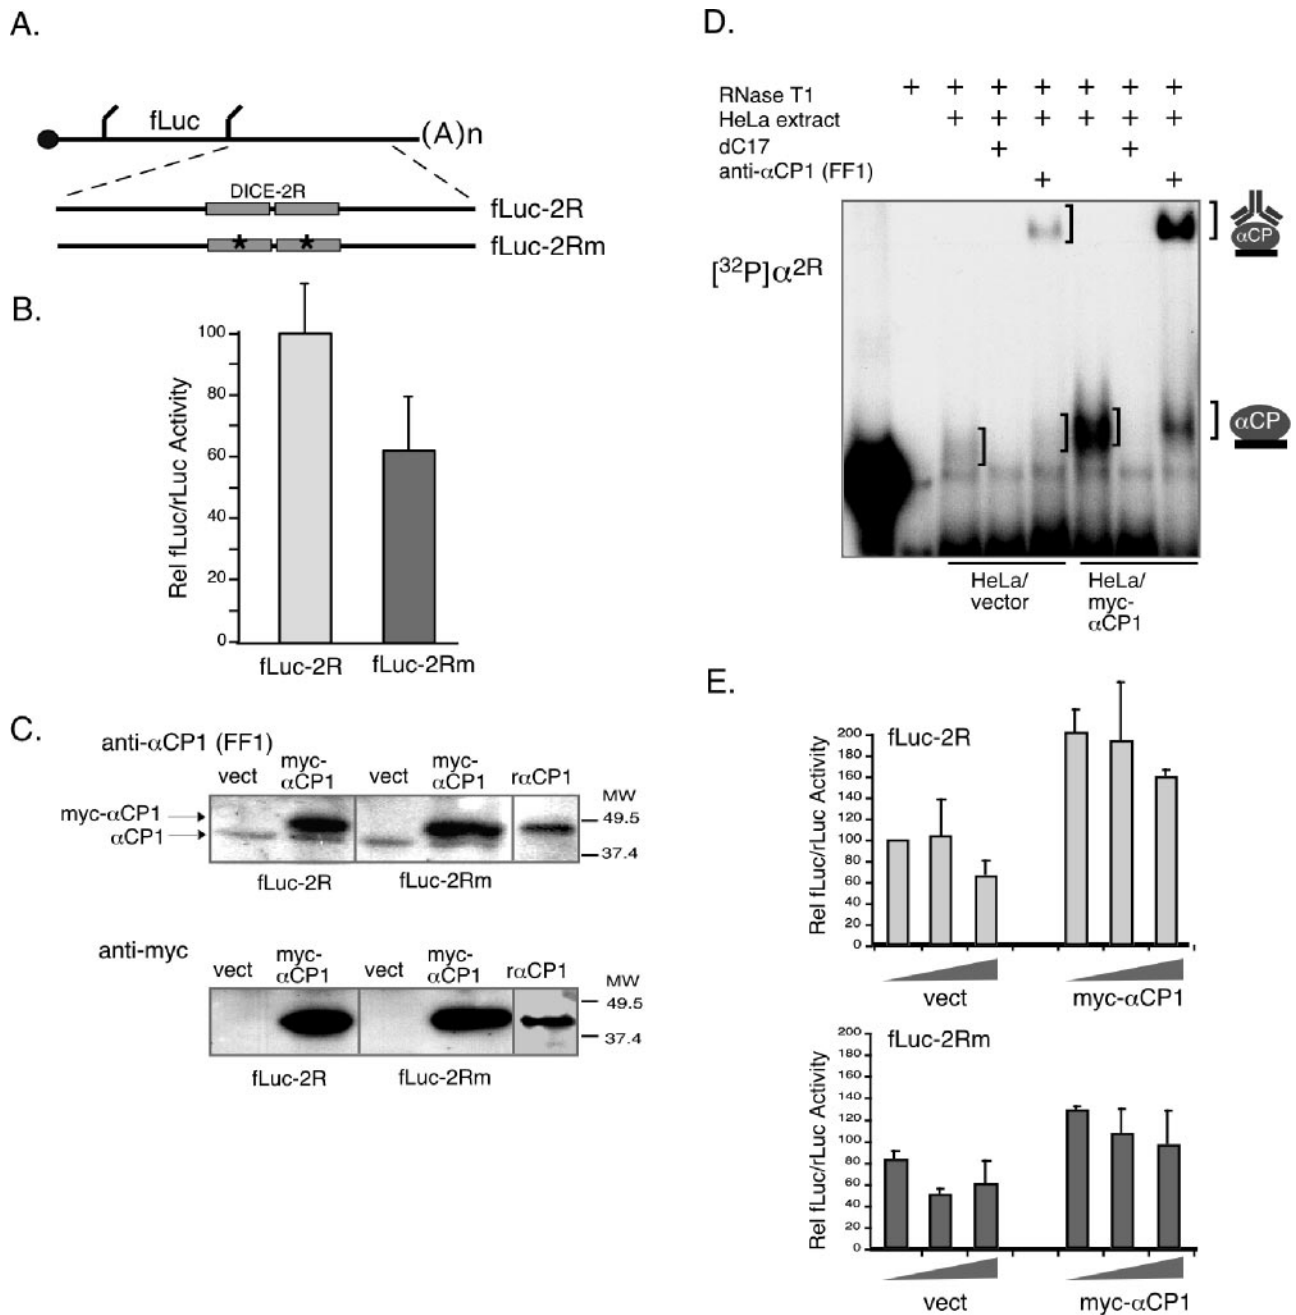 A.
fLuc
(A)n
DICE-2R
fLuc-2R
fLuc-2Rm
B.
Rel fLuc/rLuc Activity
100
80
60
40
20
0
fLuc-2R
fLuc-2Rm
C.
anti-αCP1 (FF1)
vect
myc-
αCP1
vect
myc-
αCP1
rαCP1
MW
myc-αCP1
αCP1
49.5
37.4
fLuc-2R
fLuc-2Rm
anti-myc
vect
myc-
αCP1
vect
myc-
αCP1
rαCP1
MW
49.5
37.4
fLuc-2R
fLuc-2Rm
D.
RNase T1 + + + + + + +
HeLa extract + + + + + +
dC17 + +
anti-αCP1 (FF1) + +
[³²P]α²ᴿ
αCP
αCP
HeLa/
vector
HeLa/
myc-
αCP1
E.
fLuc-2R
Rel fLuc/rLuc Activity
200
180
160
140
120
100
80
60
40
20
0
vect
myc-αCP1
fLuc-2Rm
Rel fLuc/rLuc Activity
200
180
160
140
120
100
80
60
40
20
0
vect
myc-αCP1